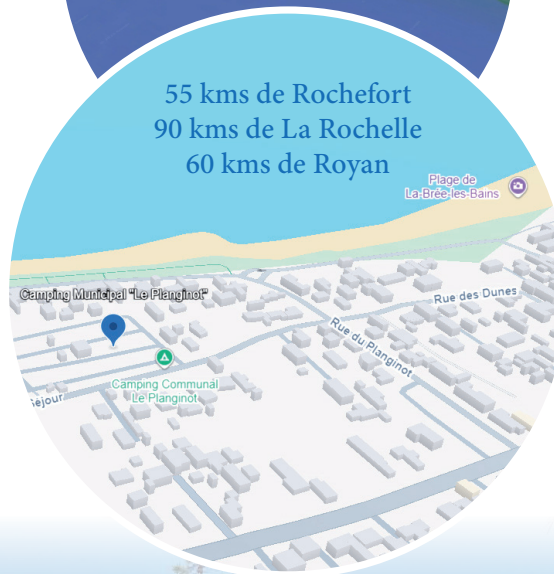 55 kms de Rochefort
90 kms de La Rochelle
60 kms de Royan
Plage de
La-Brée-les-Bains
Camping Municipal "Le Planginot"
Rue des Dunes
Rue du Planginot
Camping Communal
Le Planginot
Séjour